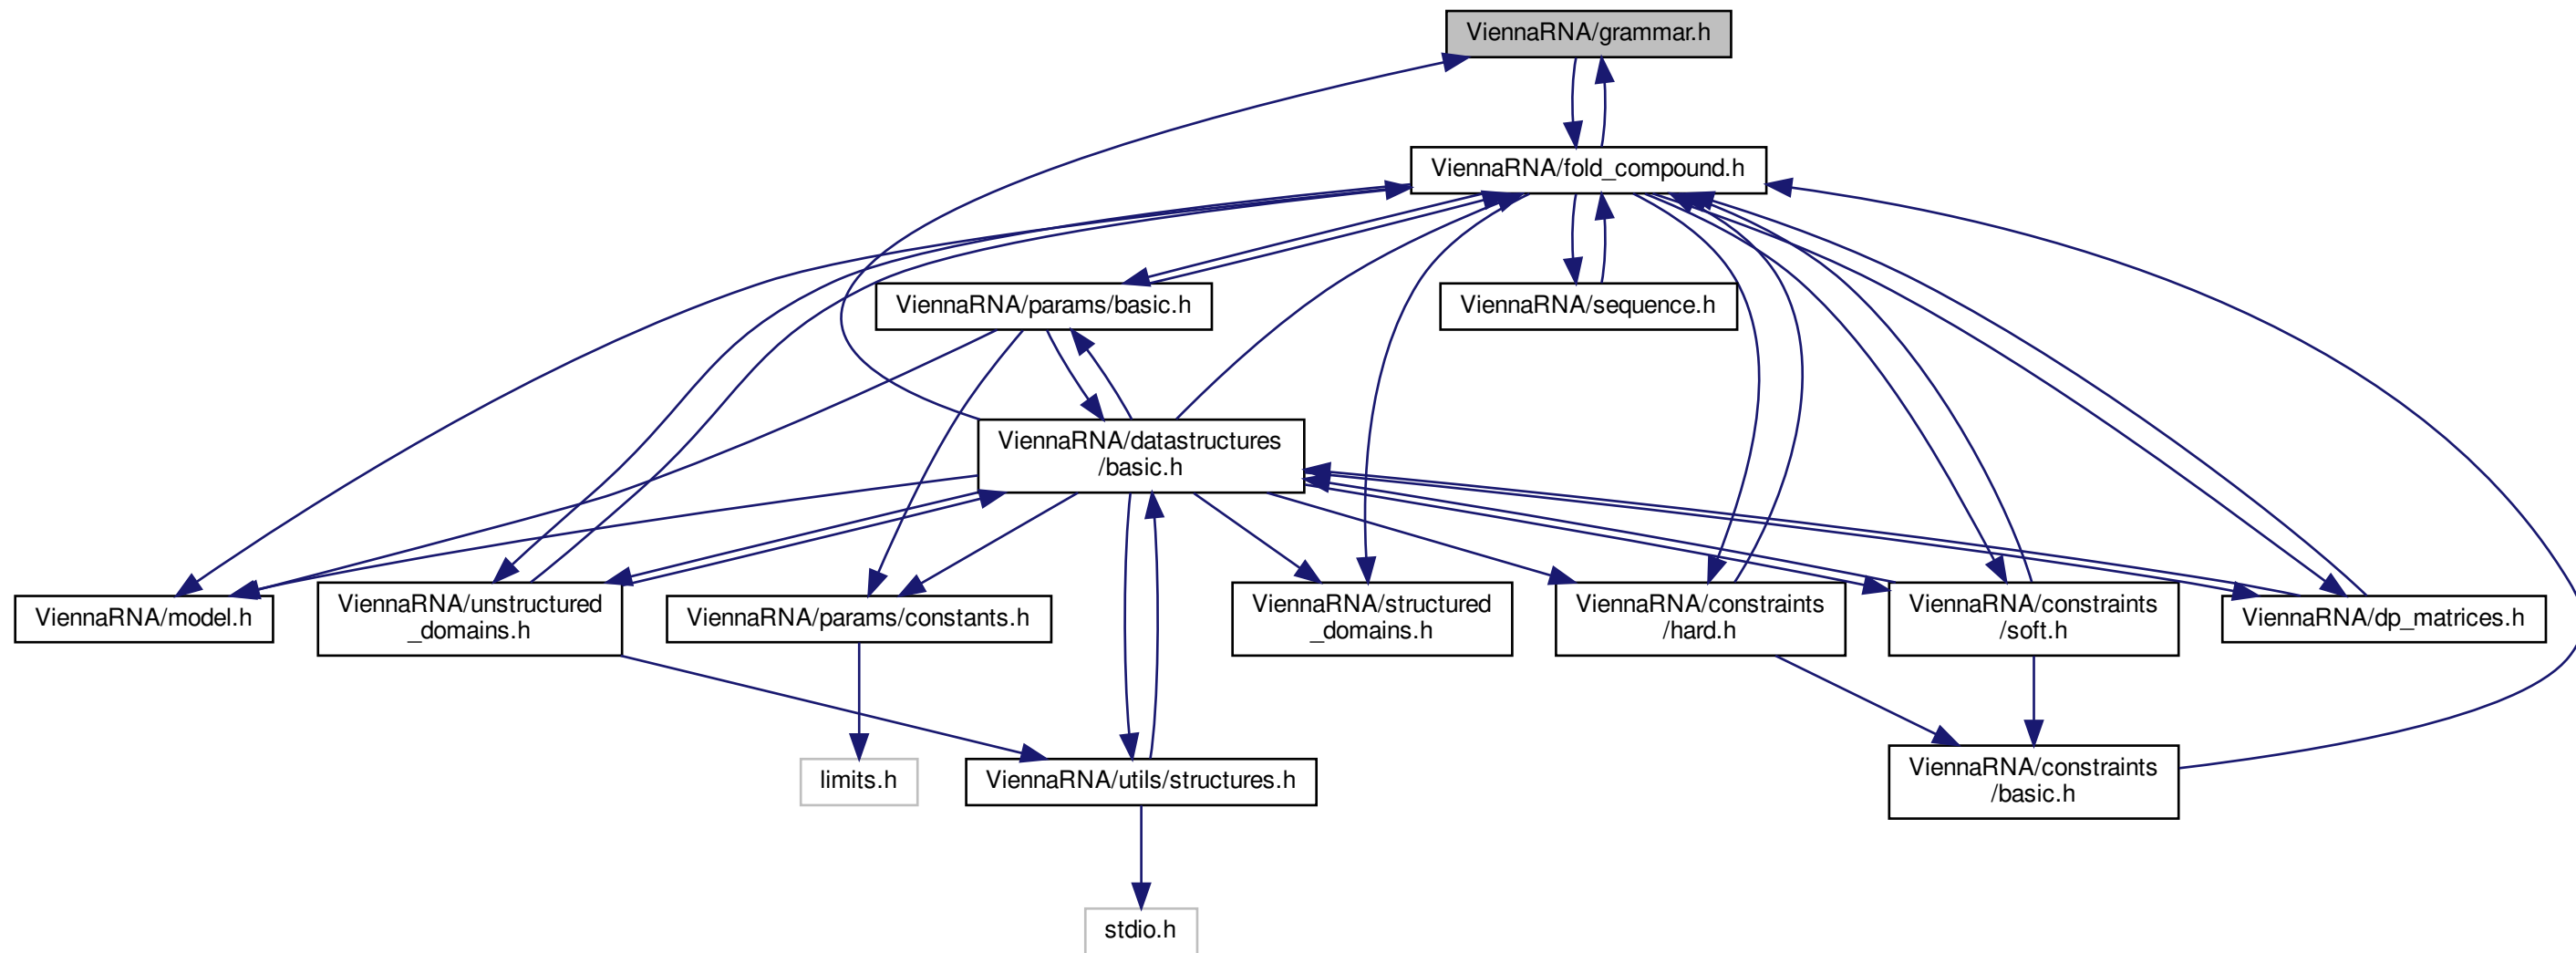 ViennaRNA/grammar.h
ViennaRNA/fold_compound.h
ViennaRNA/params/basic.h
ViennaRNA/sequence.h
ViennaRNA/datastructures
/basic.h
ViennaRNA/model.h
ViennaRNA/unstructured
_domains.h
ViennaRNA/params/constants.h
ViennaRNA/structured
_domains.h
ViennaRNA/constraints
/hard.h
ViennaRNA/constraints
/soft.h
ViennaRNA/dp_matrices.h
limits.h
ViennaRNA/utils/structures.h
ViennaRNA/constraints
/basic.h
stdio.h